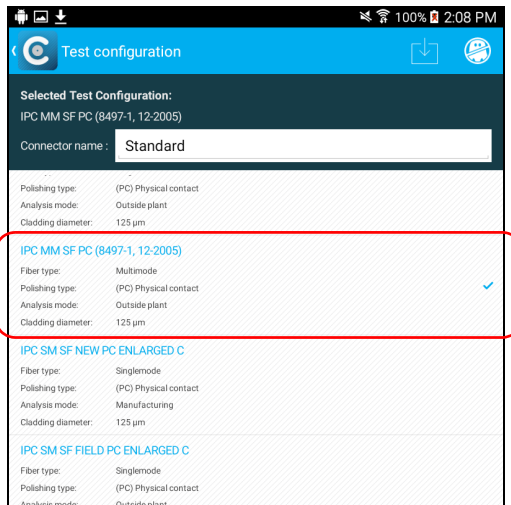 100% 2:08 PM
Test configuration
Selected Test Configuration:
IPC MM SF PC (8497-1, 12-2005)
Connector name : Standard
Polishing type: (PC) Physical contact
Analysis mode: Outside plant
Cladding diameter: 125 µm
IPC MM SF PC (8497-1, 12-2005)
Fiber type: Multimode
Polishing type: (PC) Physical contact
Analysis mode: Outside plant
Cladding diameter: 125 µm
IPC SM SF NEW PC ENLARGED C
Fiber type: Singlemode
Polishing type: (PC) Physical contact
Analysis mode: Manufacturing
Cladding diameter: 125 µm
IPC SM SF FIELD PC ENLARGED C
Fiber type: Singlemode
Polishing type: (PC) Physical contact
Analysis mode: Outside plant